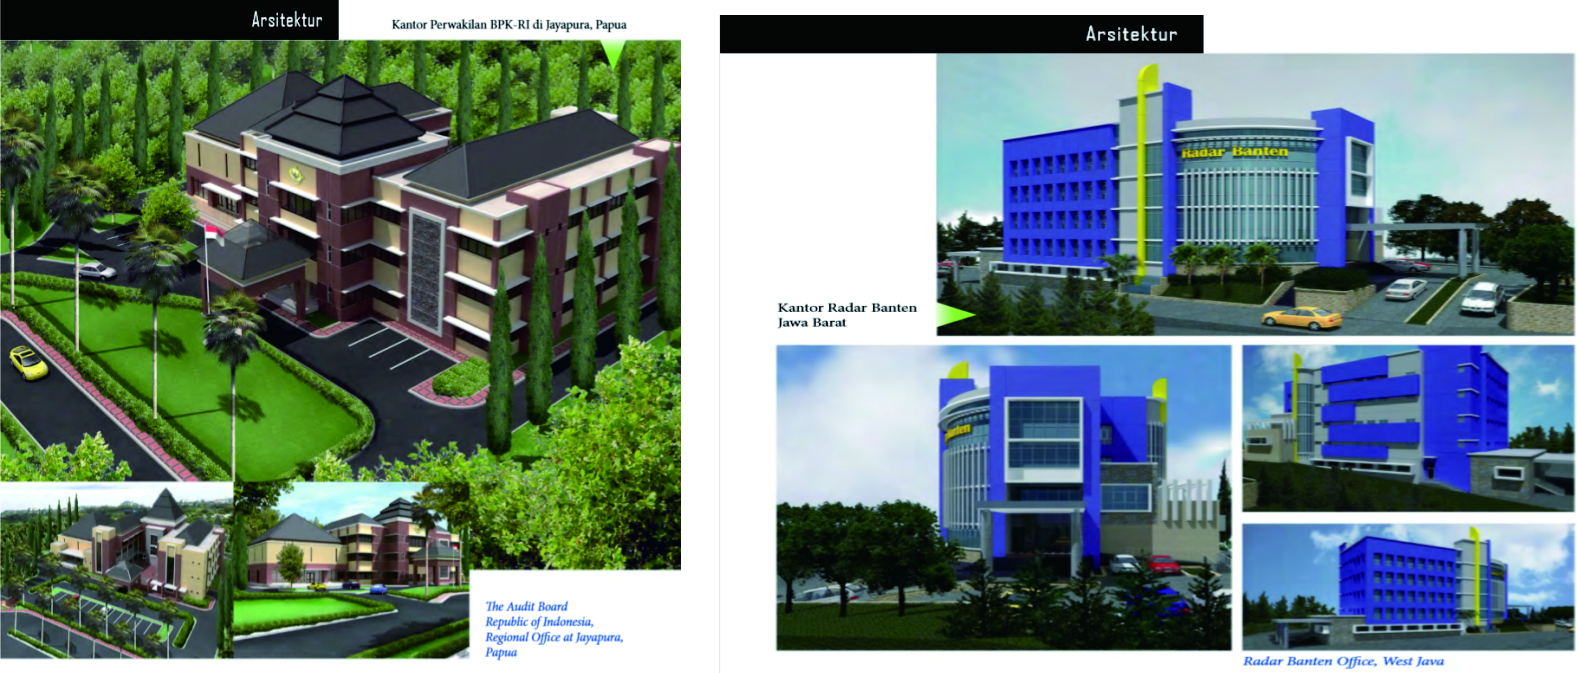 Arsitektur
Kantor Perwakilan BPK-RI di Jayapura, Papua
The Audit Board
Republic of Indonesia,
Regional Office at Jayapura,
Papua
Arsitektur
Radar Banten
Kantor Radar Banten
Jawa Barat
Banten
Radar Banten Office, West Java